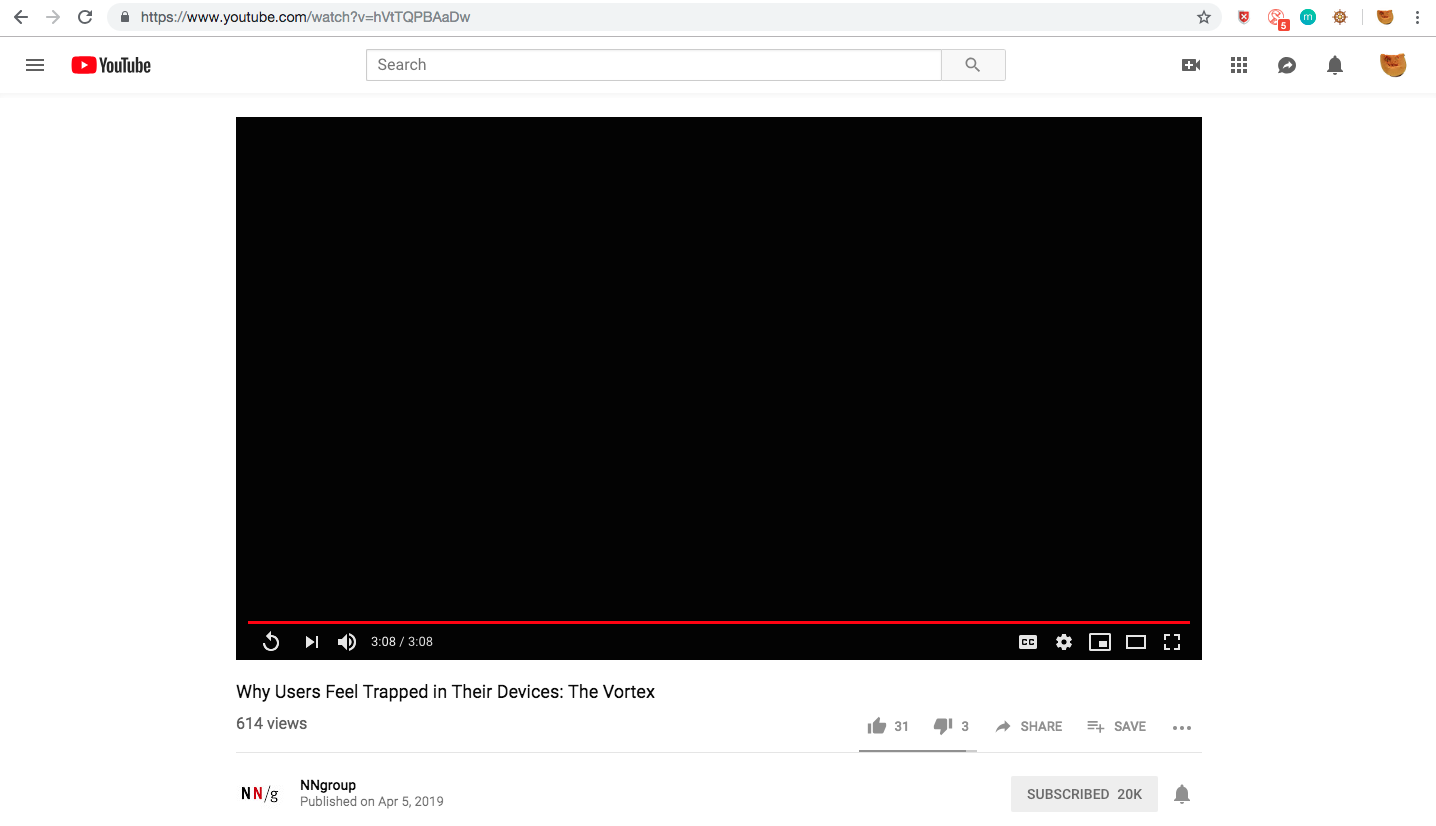 https://www.youtube.com/watch?v=hVtTQPBAaDw
5
m
YouTube
Search
3:08 / 3:08
CC
Why Users Feel Trapped in Their Devices: The Vortex
614 views
31
3
SHARE
SAVE
NN/g
NNgroup
Published on Apr 5, 2019
SUBSCRIBED 20K